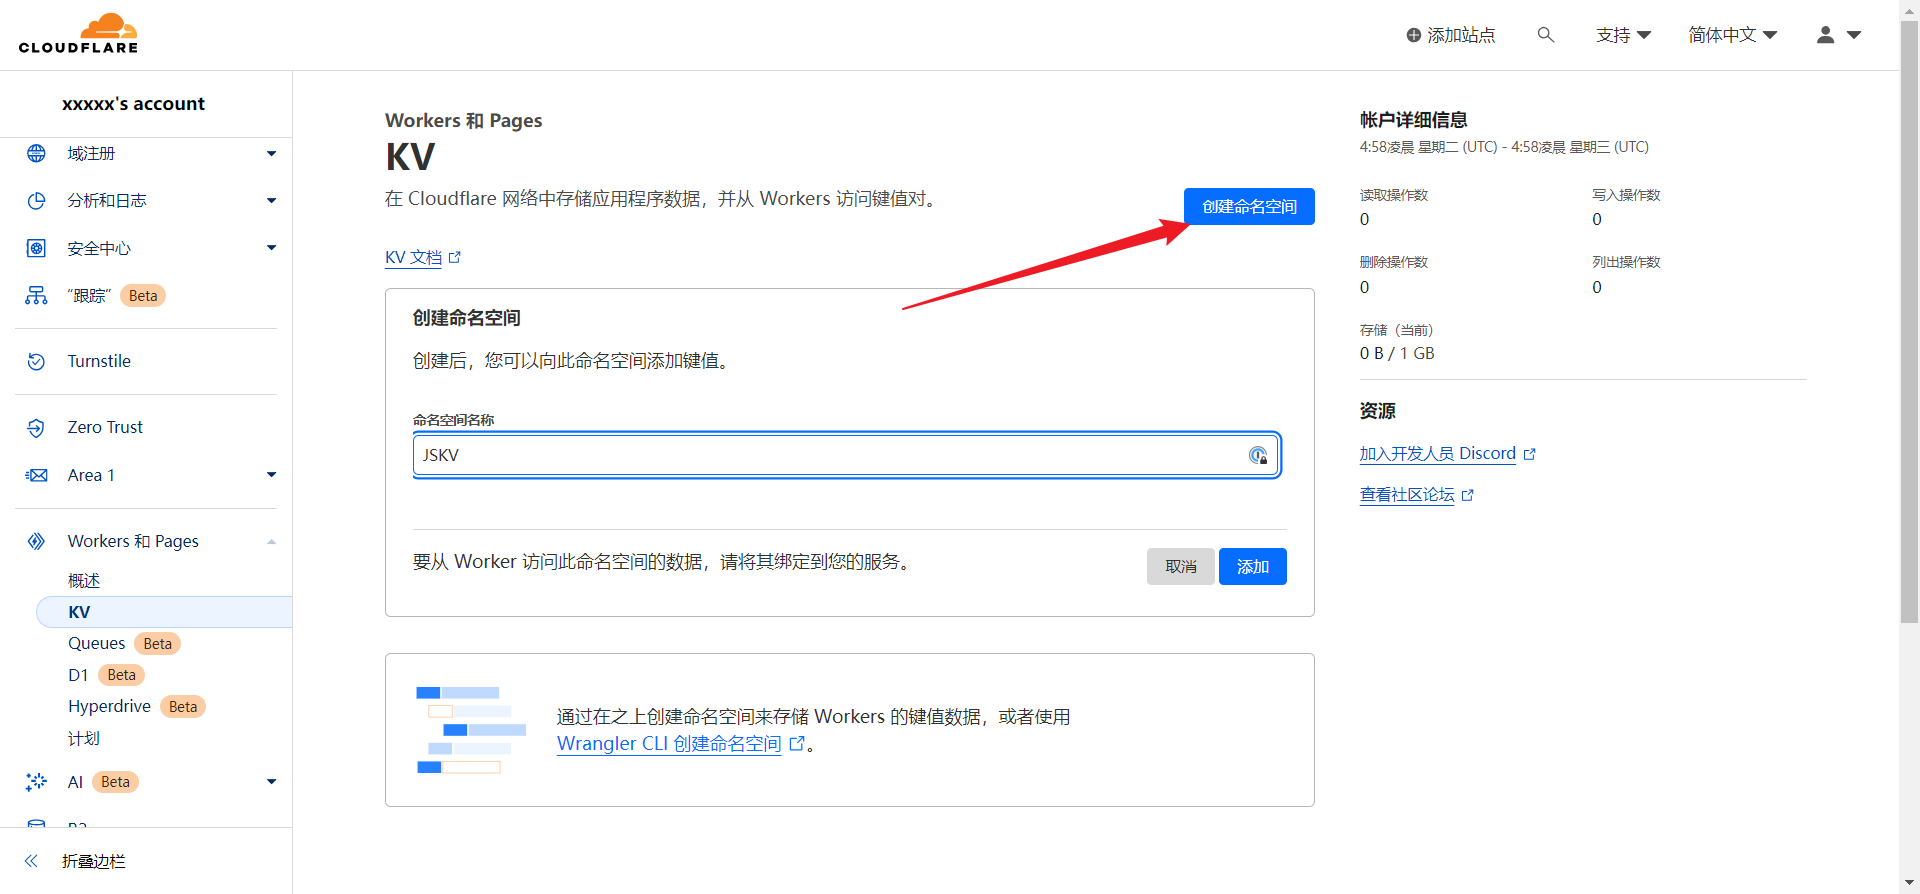 CLOUDFLARE
添加站点
支持
简体中文
xxxxx's account
域注册
分析和日志
安全中心
“跟踪” Beta
Turnstile
Zero Trust
Area 1
Workers 和 Pages
概述
KV
Queues Beta
D1 Beta
Hyperdrive Beta
计划
AI Beta
R2
折叠边栏
Workers 和 Pages
KV
在 Cloudflare 网络中存储应用程序数据，并从 Workers 访问键值对。
创建命名空间
KV 文档
创建命名空间
创建后，您可以向此命名空间添加键值。
命名空间名称
JSKV
要从 Worker 访问此命名空间的数据，请将其绑定到您的服务。
取消
添加
通过在之上创建命名空间来存储 Workers 的键值数据，或者使用
Wrangler CLI 创建命名空间。
帐户详细信息
4:58凌晨 星期二 (UTC) - 4:58凌晨 星期三 (UTC)
读取操作数
0
写入操作数
0
删除操作数
0
列出操作数
0
存储（当前）
0 B / 1 GB
资源
加入开发人员 Discord
查看社区论坛